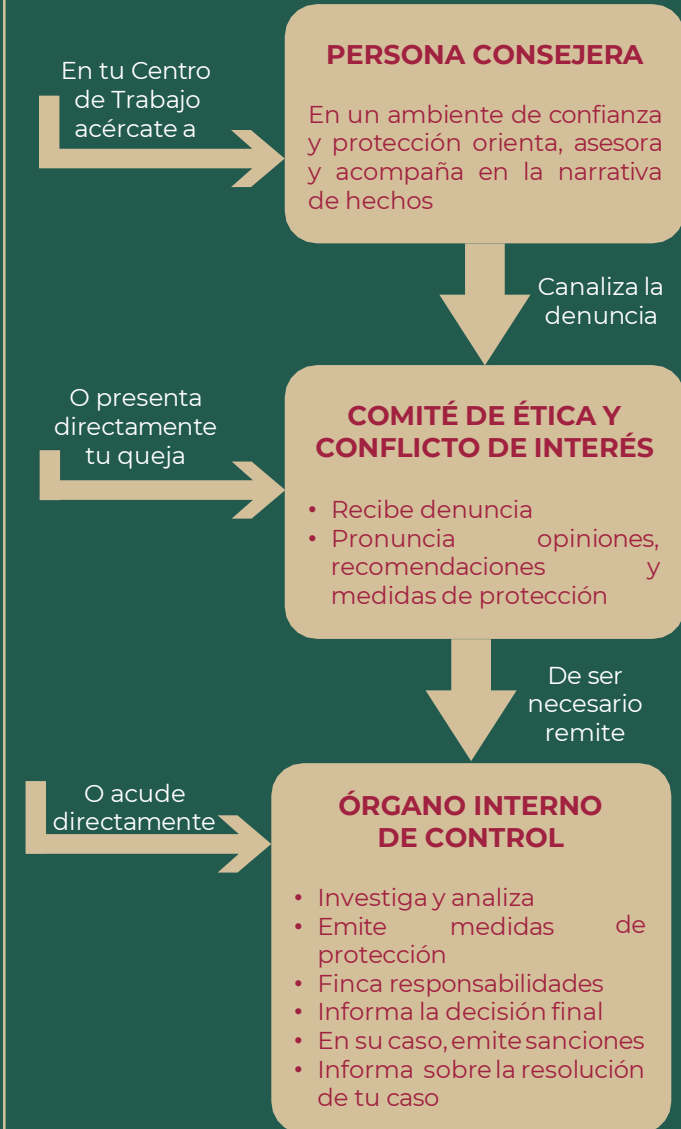 En tu Centro
de Trabajo
acércate a
PERSONA CONSEJERA
En un ambiente de confianza
y protección orienta, asesora
y acompaña en la narrativa
de hechos
Canaliza la
denuncia
O presenta
directamente
tu queja
COMITÉ DE ÉTICA Y
CONFLICTO DE INTERÉS
• Recibe denuncia
• Pronuncia opiniones,
recomendaciones y
medidas de protección
De ser
necesario
remite
O acude
directamente
ÓRGANO INTERNO
DE CONTROL
• Investiga y analiza
• Emite medidas de
protección
• Finca responsabilidades
• Informa la decisión final
• En su caso, emite sanciones
• Informa sobre la resolución
de tu caso